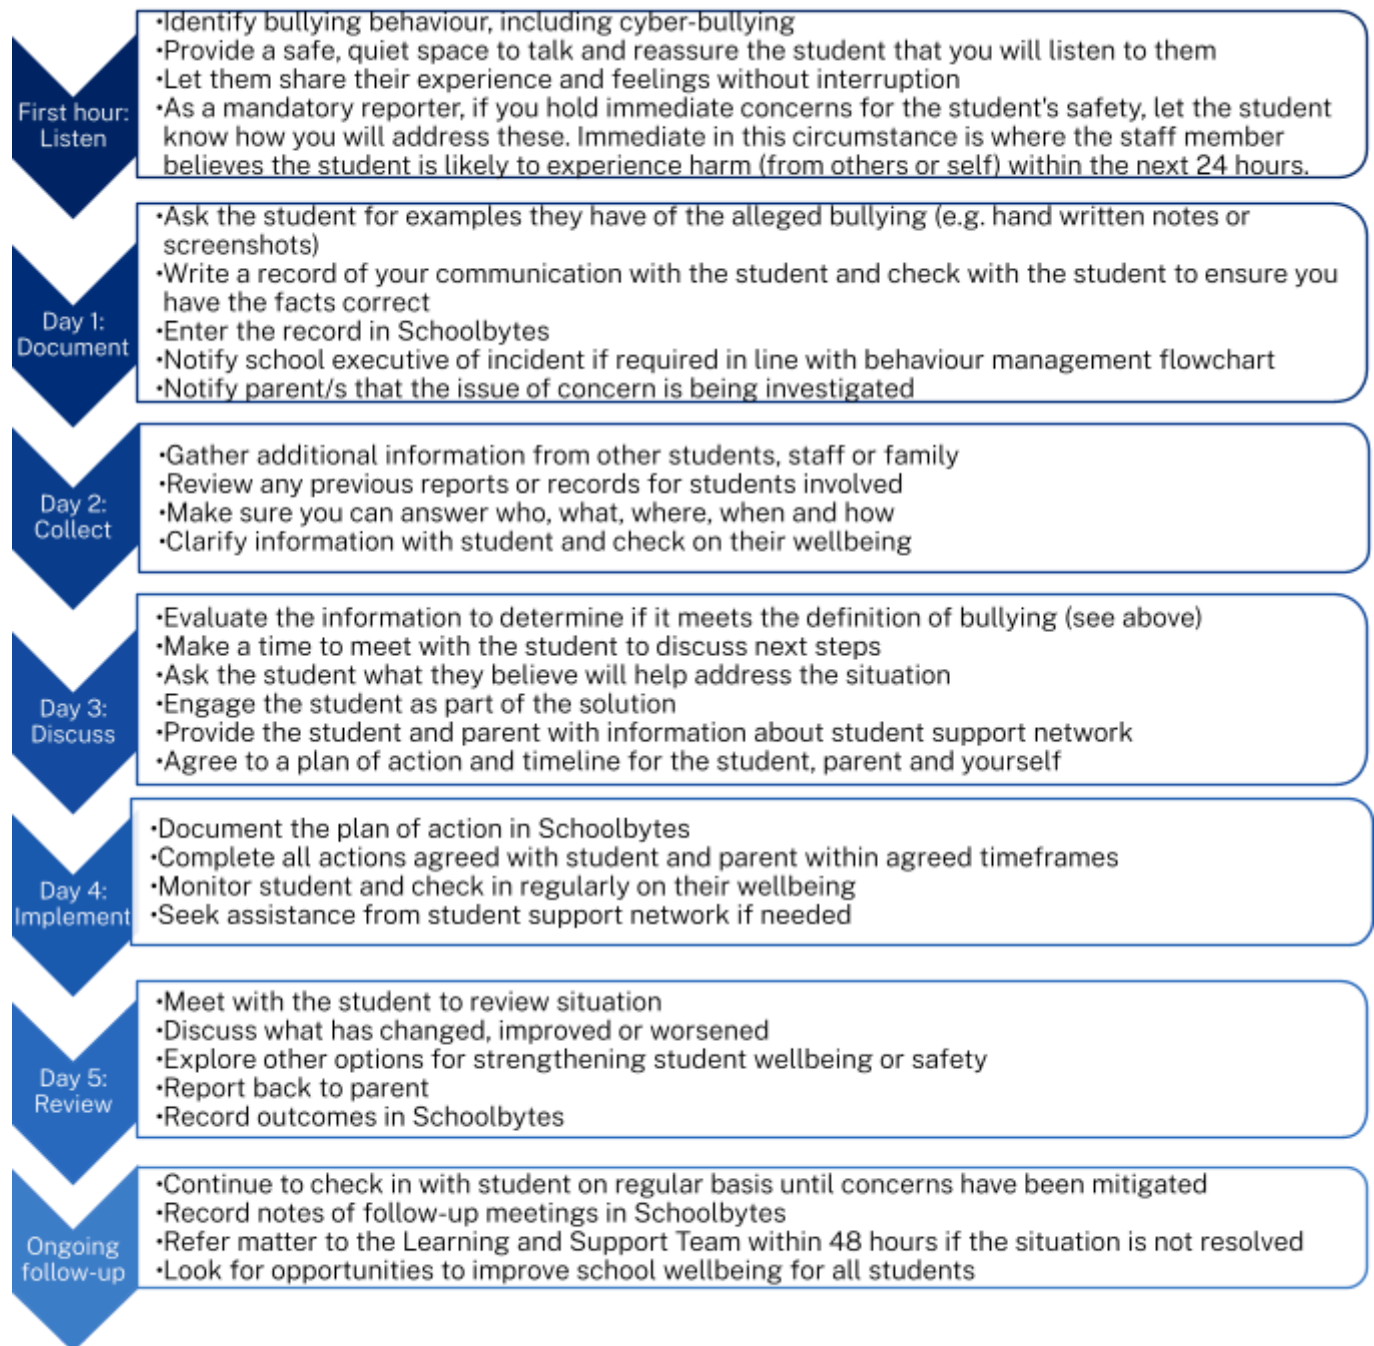 First hour:
Listen
•Identify bullying behaviour, including cyber-bullying
•Provide a safe, quiet space to talk and reassure the student that you will listen to them
•Let them share their experience and feelings without interruption
•As a mandatory reporter, if you hold immediate concerns for the student's safety, let the student
know how you will address these. Immediate in this circumstance is where the staff member
believes the student is likely to experience harm (from others or self) within the next 24 hours.
Day 1:
Document
•Ask the student for examples they have of the alleged bullying (e.g. hand written notes or
screenshots)
•Write a record of your communication with the student and check with the student to ensure you
have the facts correct
•Enter the record in Schoolbytes
•Notify school executive of incident if required in line with behaviour management flowchart
•Notify parent/s that the issue of concern is being investigated
Day 2:
Collect
•Gather additional information from other students, staff or family
•Review any previous reports or records for students involved
•Make sure you can answer who, what, where, when and how
•Clarify information with student and check on their wellbeing
Day 3:
Discuss
•Evaluate the information to determine if it meets the definition of bullying (see above)
•Make a time to meet with the student to discuss next steps
•Ask the student what they believe will help address the situation
•Engage the student as part of the solution
•Provide the student and parent with information about student support network
•Agree to a plan of action and timeline for the student, parent and yourself
Day 4:
Implement
•Document the plan of action in Schoolbytes
•Complete all actions agreed with student and parent within agreed timeframes
•Monitor student and check in regularly on their wellbeing
•Seek assistance from student support network if needed
Day 5:
Review
•Meet with the student to review situation
•Discuss what has changed, improved or worsened
•Explore other options for strengthening student wellbeing or safety
•Report back to parent
•Record outcomes in Schoolbytes
Ongoing
follow-up
•Continue to check in with student on regular basis until concerns have been mitigated
•Record notes of follow-up meetings in Schoolbytes
•Refer matter to the Learning and Support Team within 48 hours if the situation is not resolved
•Look for opportunities to improve school wellbeing for all students